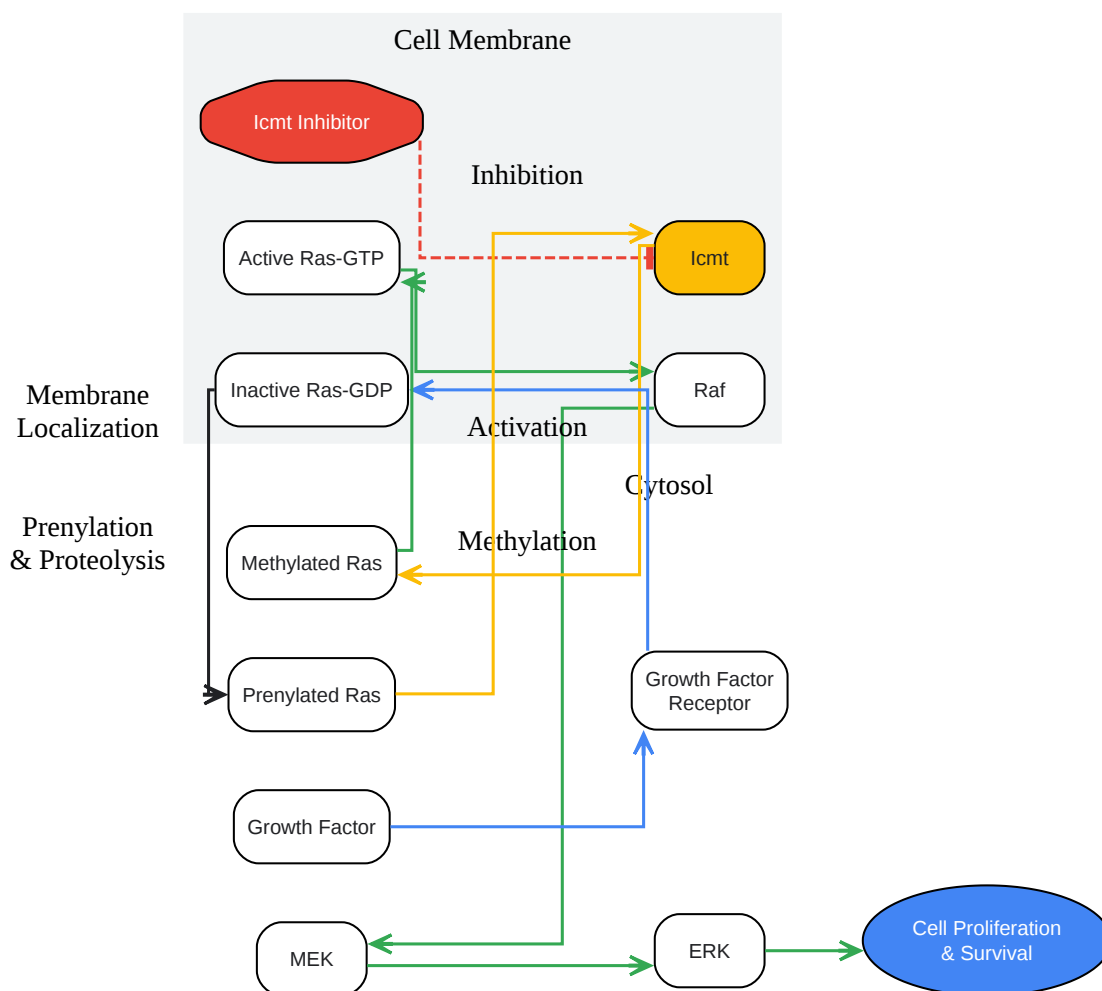 Cell Membrane
Icmt Inhibitor
Inhibition
Active Ras-GTP
Icmt
Inactive Ras-GDP
Raf
Membrane
Localization
Activation
Cytosol
Prenylation
& Proteolysis
Methylation
Methylated Ras
Prenylated Ras
Growth Factor
Receptor
Growth Factor
MEK
ERK
Cell Proliferation
& Survival